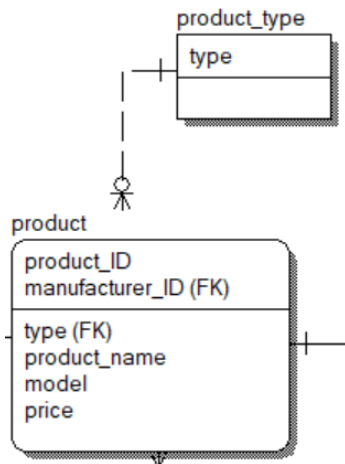 product_type
type
product
product_ID
manufacturer_ID (FK)
type (FK)
product_name
model
price